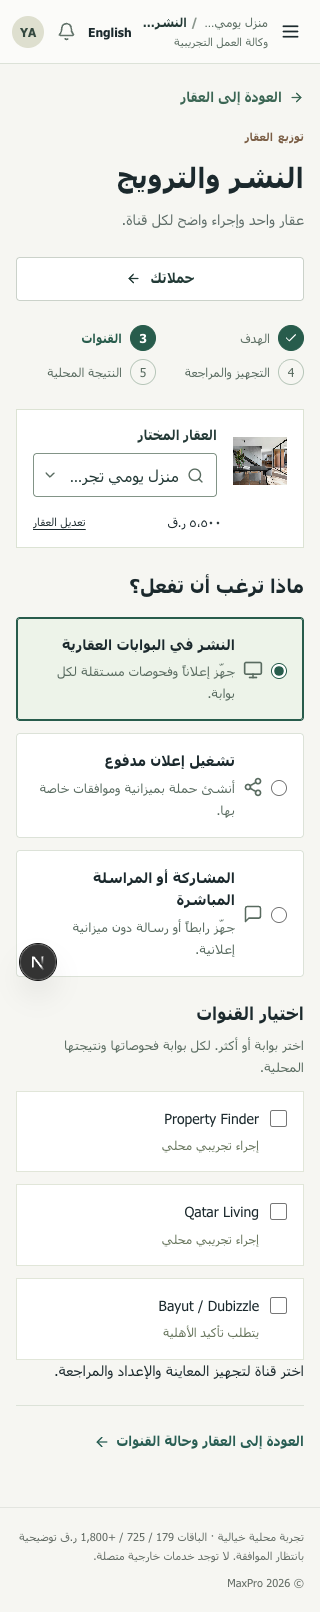 منزل يومي... / النشر...
وكالة العمل التجريبية
English
YA
العودة إلى العقار
توزيع العقار
النشر والترويج
عقار واحد وإجراء واضح لكل قناة.
حملاتك
الهدف
3 القنوات
4 التجهيز والمراجعة
5 النتيجة المحلية
العقار المختار
منزل يومي تجر...
٥٬٥٠٠ ر.ق
تعديل العقار
ماذا ترغب أن تفعل؟
النشر في البوابات العقارية
جهّز إعلاناً وفحوصات مستقلة لكل
بوابة.
تشغيل إعلان مدفوع
أنشئ حملة بميزانية وموافقات خاصة
بها.
المشاركة أو المراسلة
المباشرة
جهّز رابطاً أو رسالة دون ميزانية
إعلانية.
N
اختيار القنوات
اختر بوابة أو أكثر. لكل بوابة فحوصاتها ونتيجتها
المحلية.
Property Finder
إجراء تجريبي محلي
Qatar Living
إجراء تجريبي محلي
Bayut / Dubizzle
يتطلب تأكيد الأهلية
اختر قناة لتجهيز المعاينة والإعداد والمراجعة.
العودة إلى العقار وحالة القنوات
تجربة محلية خيالية · الباقات 179 / 725 / +1,800 ر.ق توضيحية
بانتظار الموافقة. لا توجد خدمات خارجية متصلة.
© 2026 MaxPro